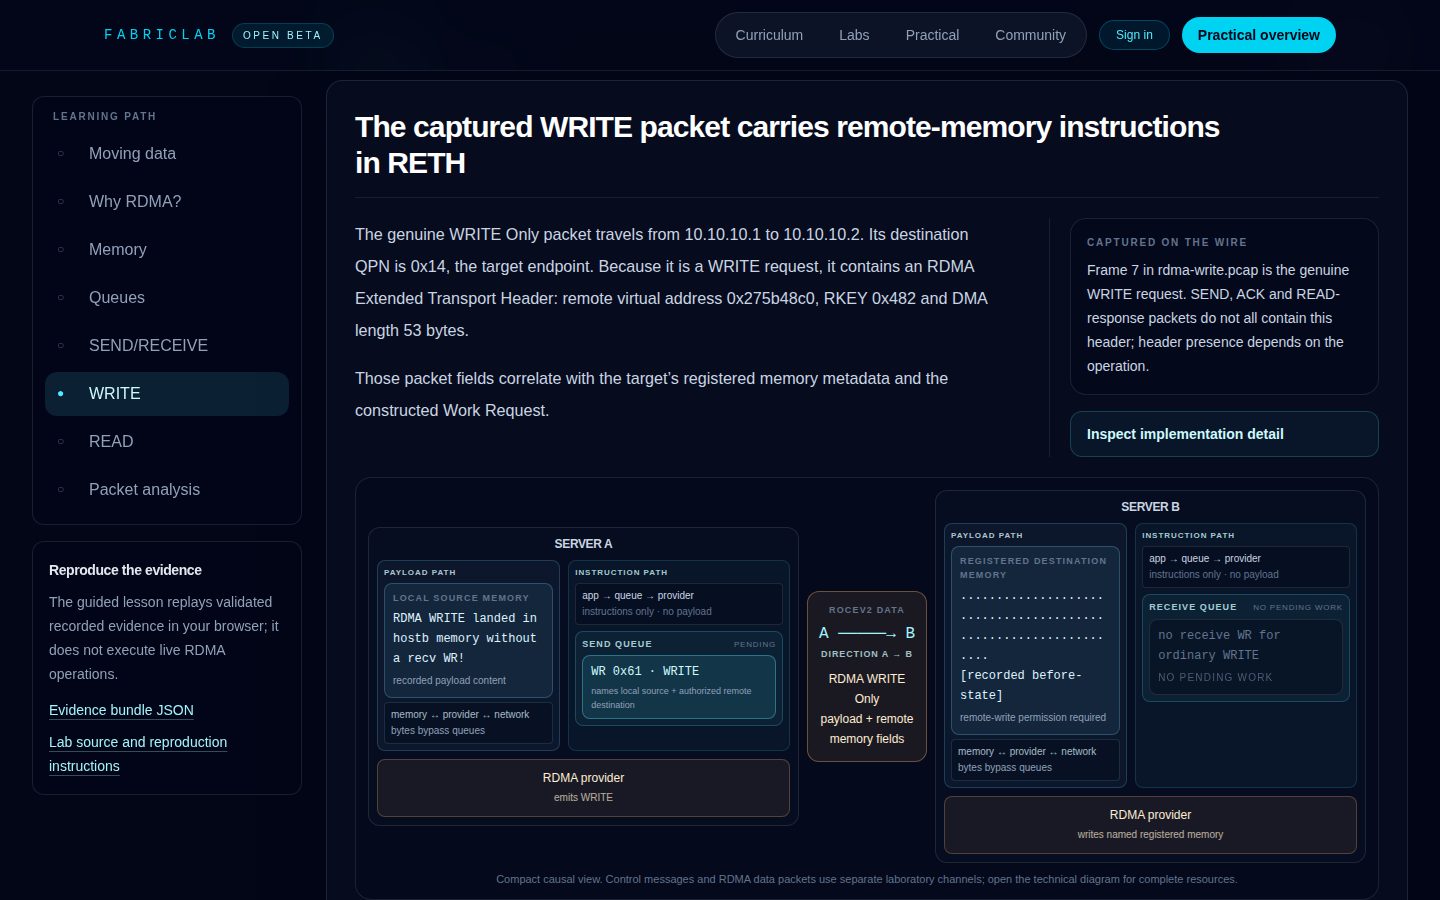 FABRICLAB
OPEN BETA
Curriculum
Labs
Practical
Community
Sign in
Practical overview
LEARNING PATH
Moving data
Why RDMA?
Memory
Queues
SEND/RECEIVE
WRITE
READ
Packet analysis
Reproduce the evidence
The guided lesson replays validated
recorded evidence in your browser; it
does not execute live RDMA
operations.
Evidence bundle JSON
Lab source and reproduction
instructions
The captured WRITE packet carries remote-memory instructions
in RETH
The genuine WRITE Only packet travels from 10.10.10.1 to 10.10.10.2. Its destination
QPN is 0x14, the target endpoint. Because it is a WRITE request, it contains an RDMA
Extended Transport Header: remote virtual address 0x275b48c0, RKEY 0x482 and DMA
length 53 bytes.
Those packet fields correlate with the target’s registered memory metadata and the
constructed Work Request.
CAPTURED ON THE WIRE
Frame 7 in rdma-write.pcap is the genuine
WRITE request. SEND, ACK and READ-
response packets do not all contain this
header; header presence depends on the
operation.
Inspect implementation detail
SERVER A
PAYLOAD PATH
LOCAL SOURCE MEMORY
RDMA WRITE landed in
hostb memory without
a recv WR!
recorded payload content
memory ↔ provider ↔ network
bytes bypass queues
INSTRUCTION PATH
app → queue → provider
instructions only · no payload
SEND QUEUE
PENDING
WR 0x61 · WRITE
names local source + authorized remote
destination
RDMA provider
emits WRITE
ROCEV2 DATA
A ─────→ B
DIRECTION A → B
RDMA WRITE
Only
payload + remote
memory fields
SERVER B
PAYLOAD PATH
REGISTERED DESTINATION
MEMORY
....................
....................
....................
....
[recorded before-
state]
remote-write permission required
memory ↔ provider ↔ network
bytes bypass queues
INSTRUCTION PATH
app → queue → provider
instructions only · no payload
RECEIVE QUEUE
NO PENDING WORK
no receive WR for
ordinary WRITE
NO PENDING WORK
RDMA provider
writes named registered memory
Compact causal view. Control messages and RDMA data packets use separate laboratory channels; open the technical diagram for complete resources.